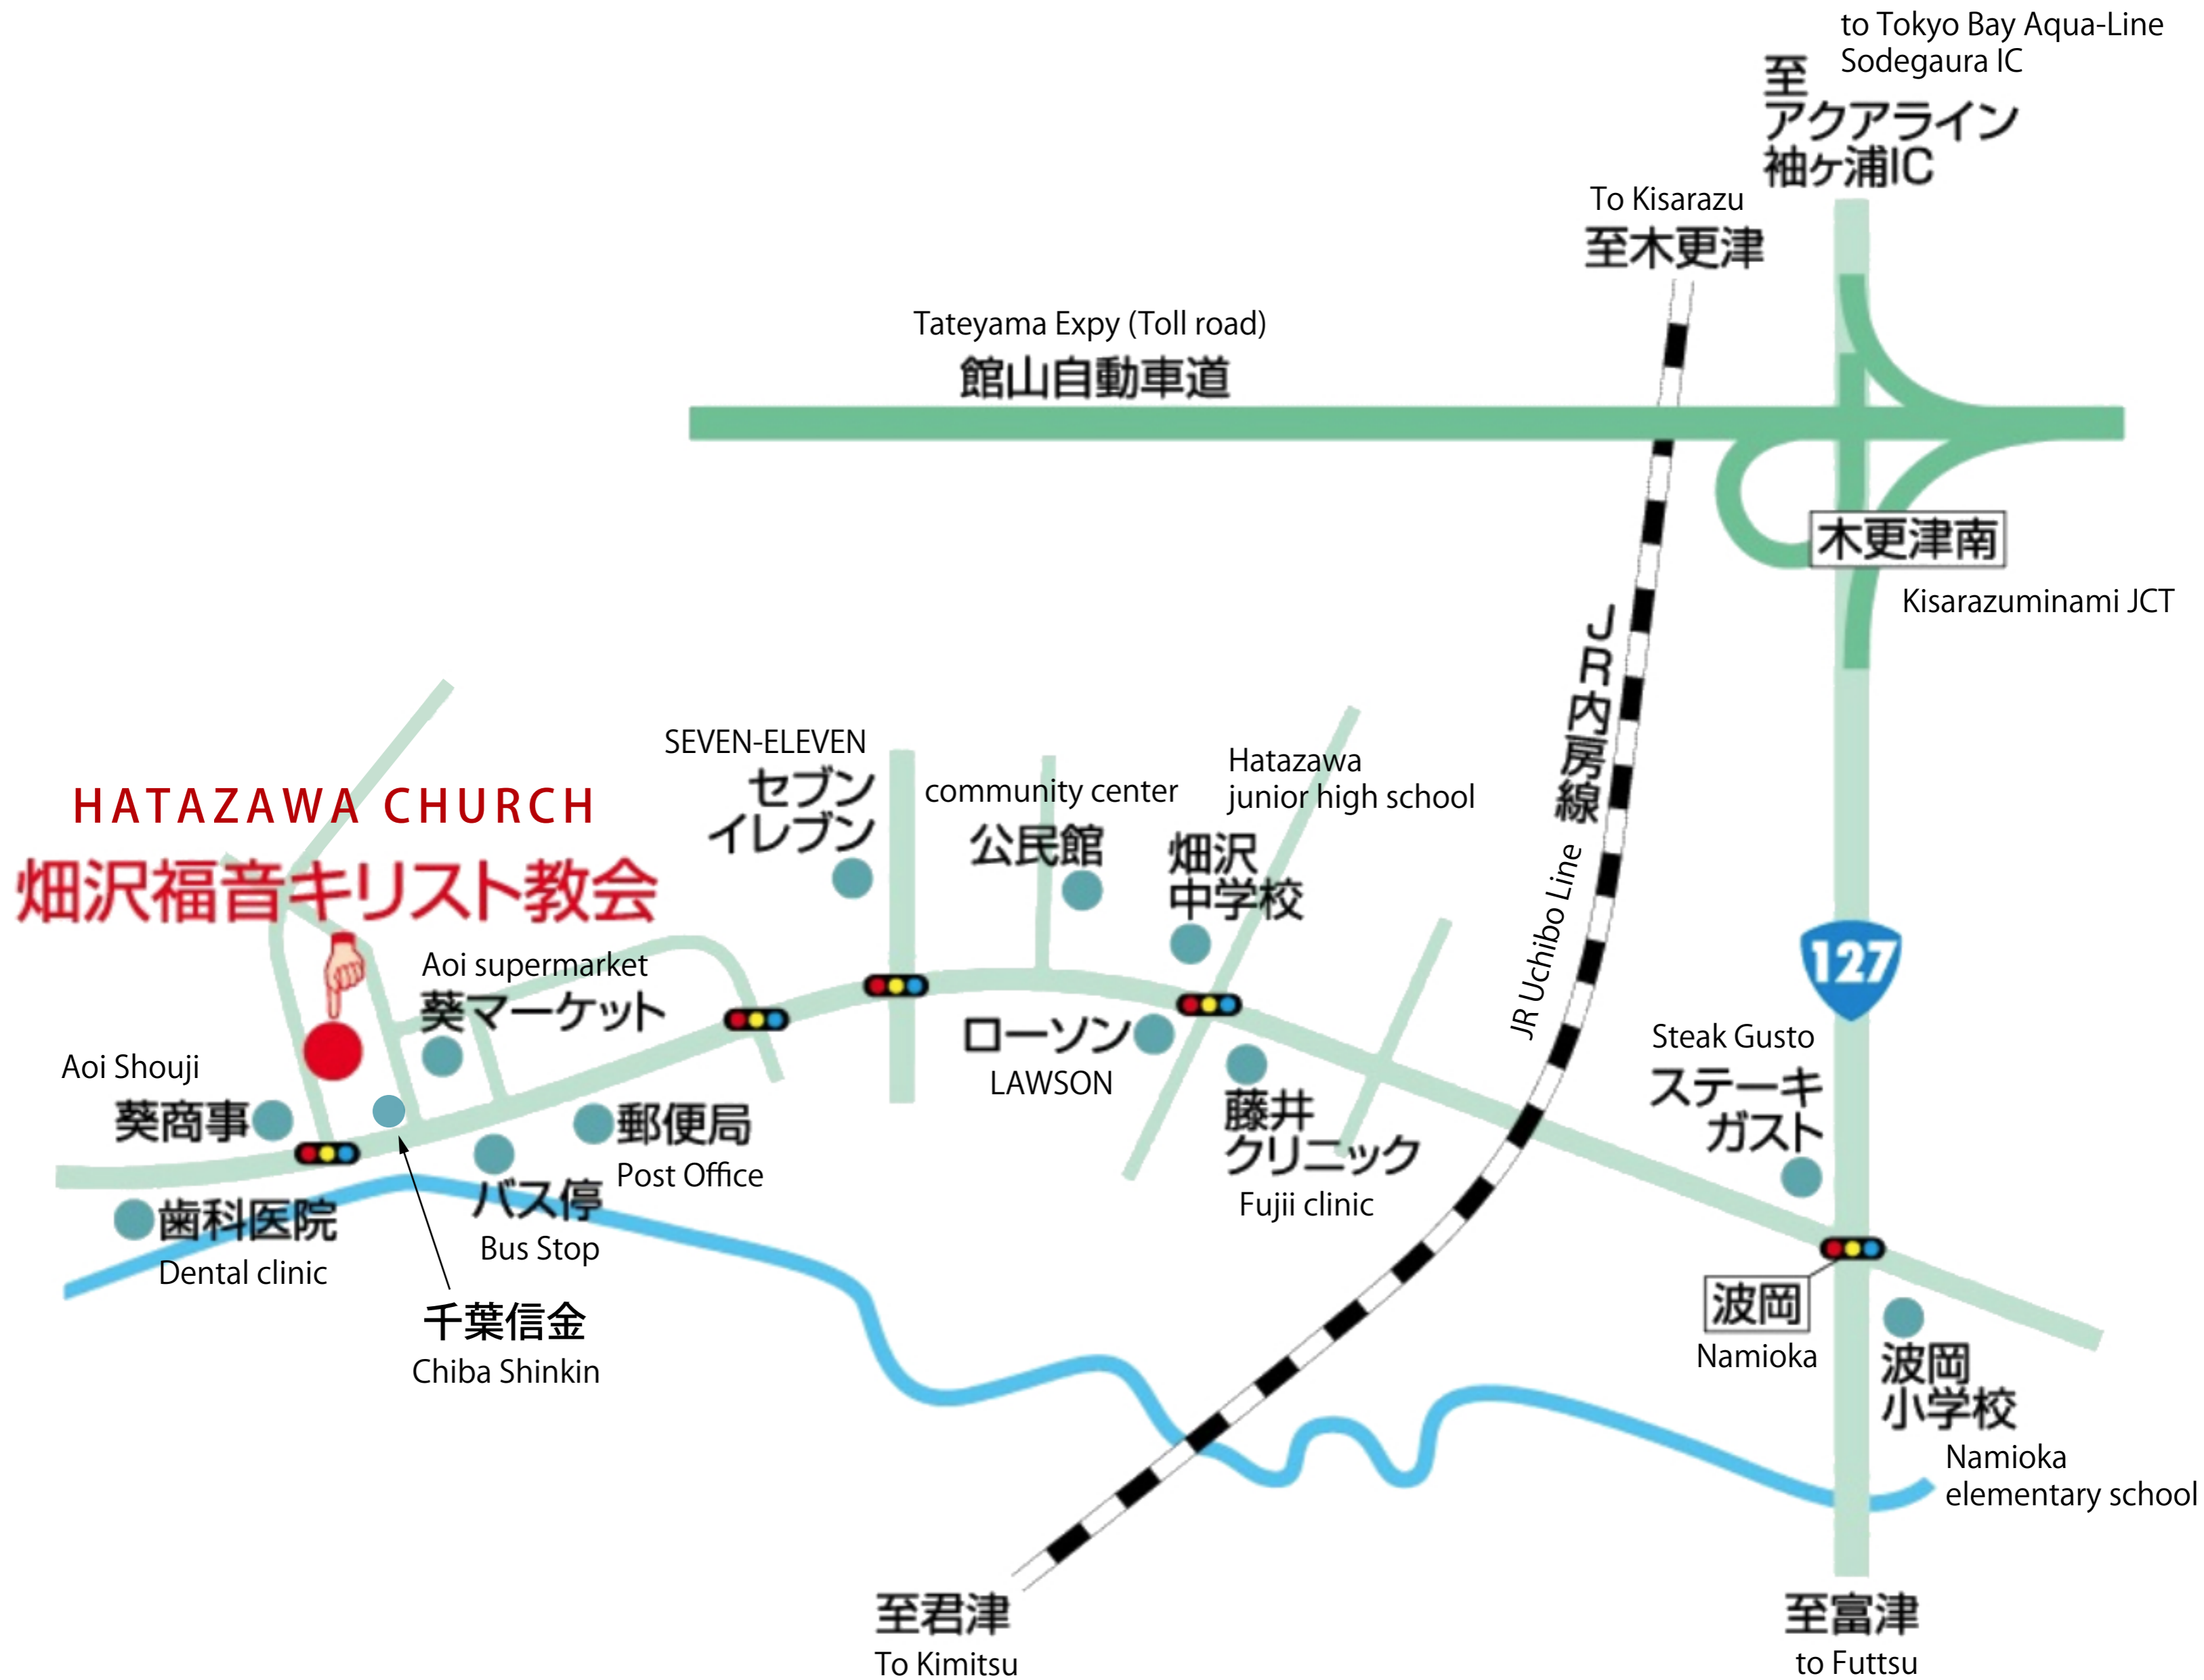 to Tokyo Bay Aqua-Line
Sodegaura IC
至
アクアライン
袖ヶ浦IC
To Kisarazu
至木更津
Tateyama Expy (Toll road)
館山自動車道
木更津南
Kisarazuminami JCT
JR内房線
JR Uchibo Line
127
HATAZAWA CHURCH
畑沢福音キリスト教会
SEVEN-ELEVEN
セブン
イレブン
community center
公民館
Hatazawa
junior high school
畑沢
中学校
Aoi supermarket
葵マーケット
Aoi Shouji
葵商事
ローソン
LAWSON
藤井
クリニック
Fujii clinic
Steak Gusto
ステーキ
ガスト
郵便局
Post Office
バス停
Bus Stop
歯科医院
Dental clinic
千葉信金
Chiba Shinkin
波岡
Namioka
波岡
小学校
Namioka
elementary school
至君津
To Kimitsu
至富津
to Futtsu